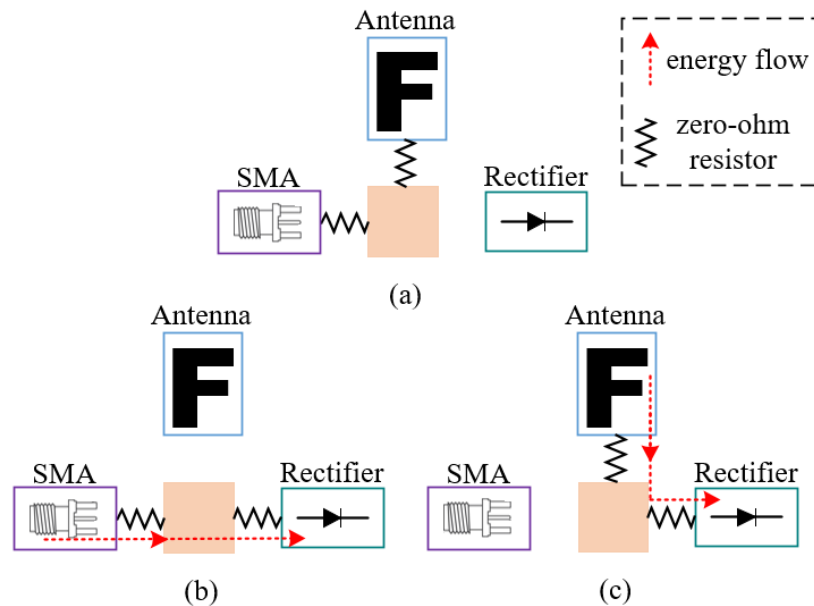 Antenna
F
energy flow
zero-ohm
resistor
SMA
Rectifier
(a)
Antenna
F
SMA
Rectifier
(b)
Antenna
F
SMA
Rectifier
(c)